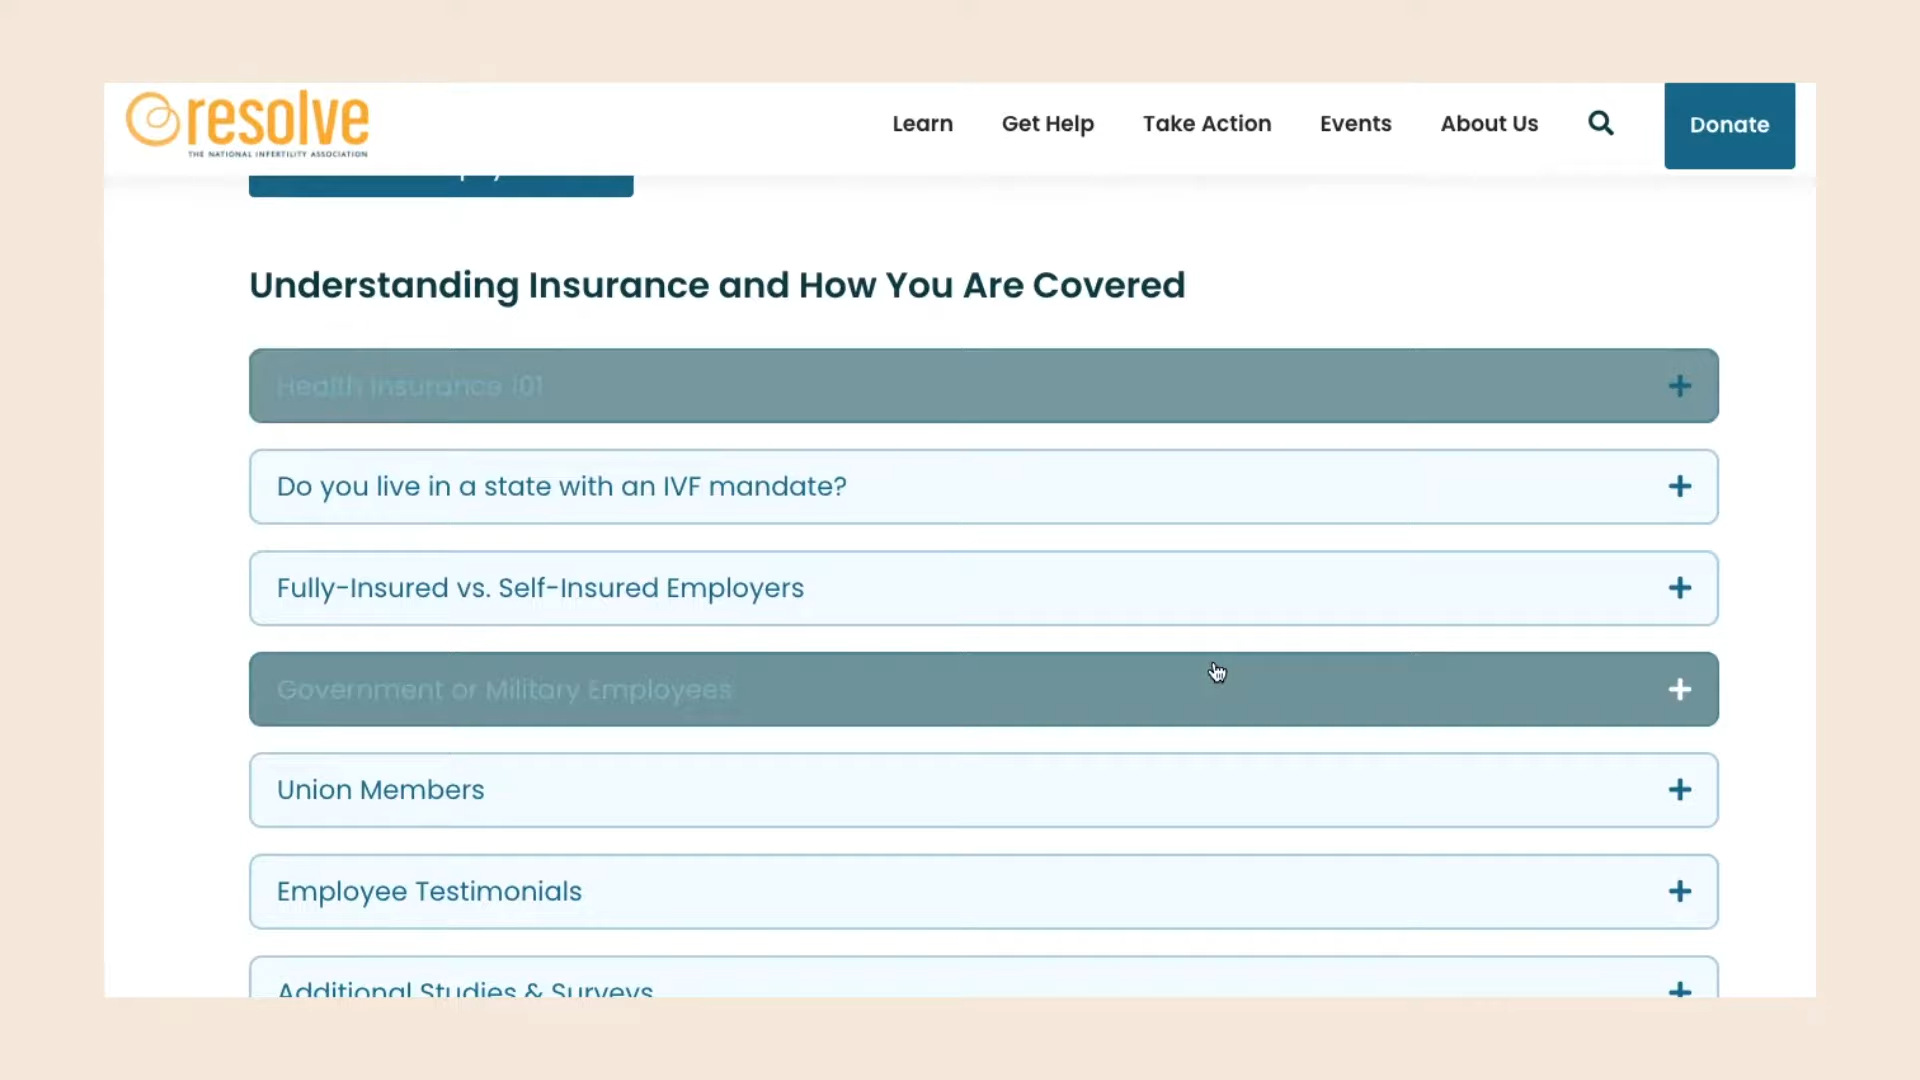 resolve
THE NATIONAL INFERTILITY ASSOCIATION
Learn Get Help Take Action Events About Us Donate
Understanding Insurance and How You Are Covered
Health Insurance 101
Do you live in a state with an IVF mandate?
Fully-Insured vs. Self-Insured Employers
Government or Military Employees
Union Members
Employee Testimonials
Additional Studies & Surveys